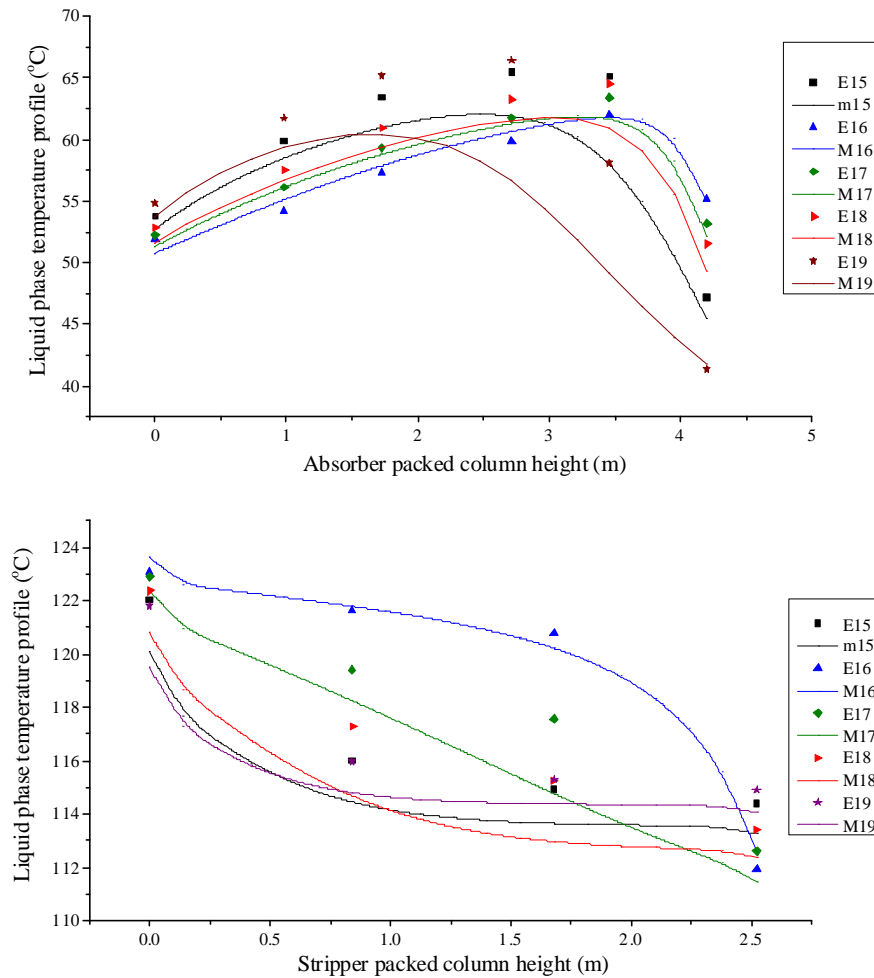 Liquid phase temperature profile (°C)
70
65
60
55
50
45
40
0
1
2
3
4
5
Absorber packed column height (m)
E15
m15
E16
M16
E17
M17
E18
M18
E19
M19
Liquid phase temperature profile (°C)
124
122
120
118
116
114
112
110
0.0
0.5
1.0
1.5
2.0
2.5
Stripper packed column height (m)
E15
m15
E16
M16
E17
M17
E18
M18
E19
M19